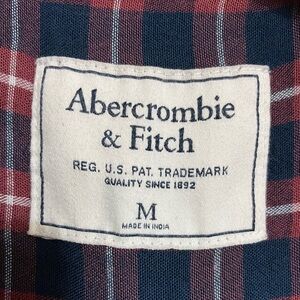 Abercrombie
& Fitch
REG. U.S. PAT. TRADEMARK
QUALITY SINCE 1892
M
MADE IN INDIA